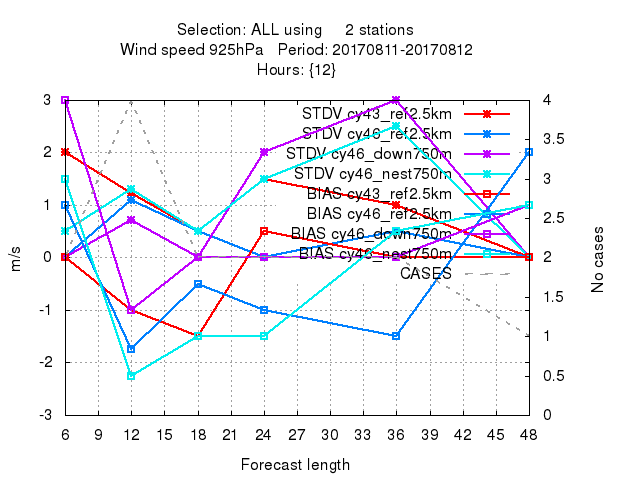 Selection: ALL using 2 stations
Wind speed 925hPa Period: 20170811-20170812
Hours: {12}
STDV cy43_ref2.5km
STDV cy46_ref2.5km
STDV cy46_down750m
STDV cy46_nest750m
BIAS cy43_ref2.5km
BIAS cy46_ref2.5km
BIAS cy46_down750m
BIAS cy46_nest750m
CASES
3
2
1
0
-1
-2
-3
m/s
4
3.5
3
2.5
2
1.5
1
0.5
0
No cases
6 9 12 15 18 21 24 27 30 33 36 39 42 45 48
Forecast length